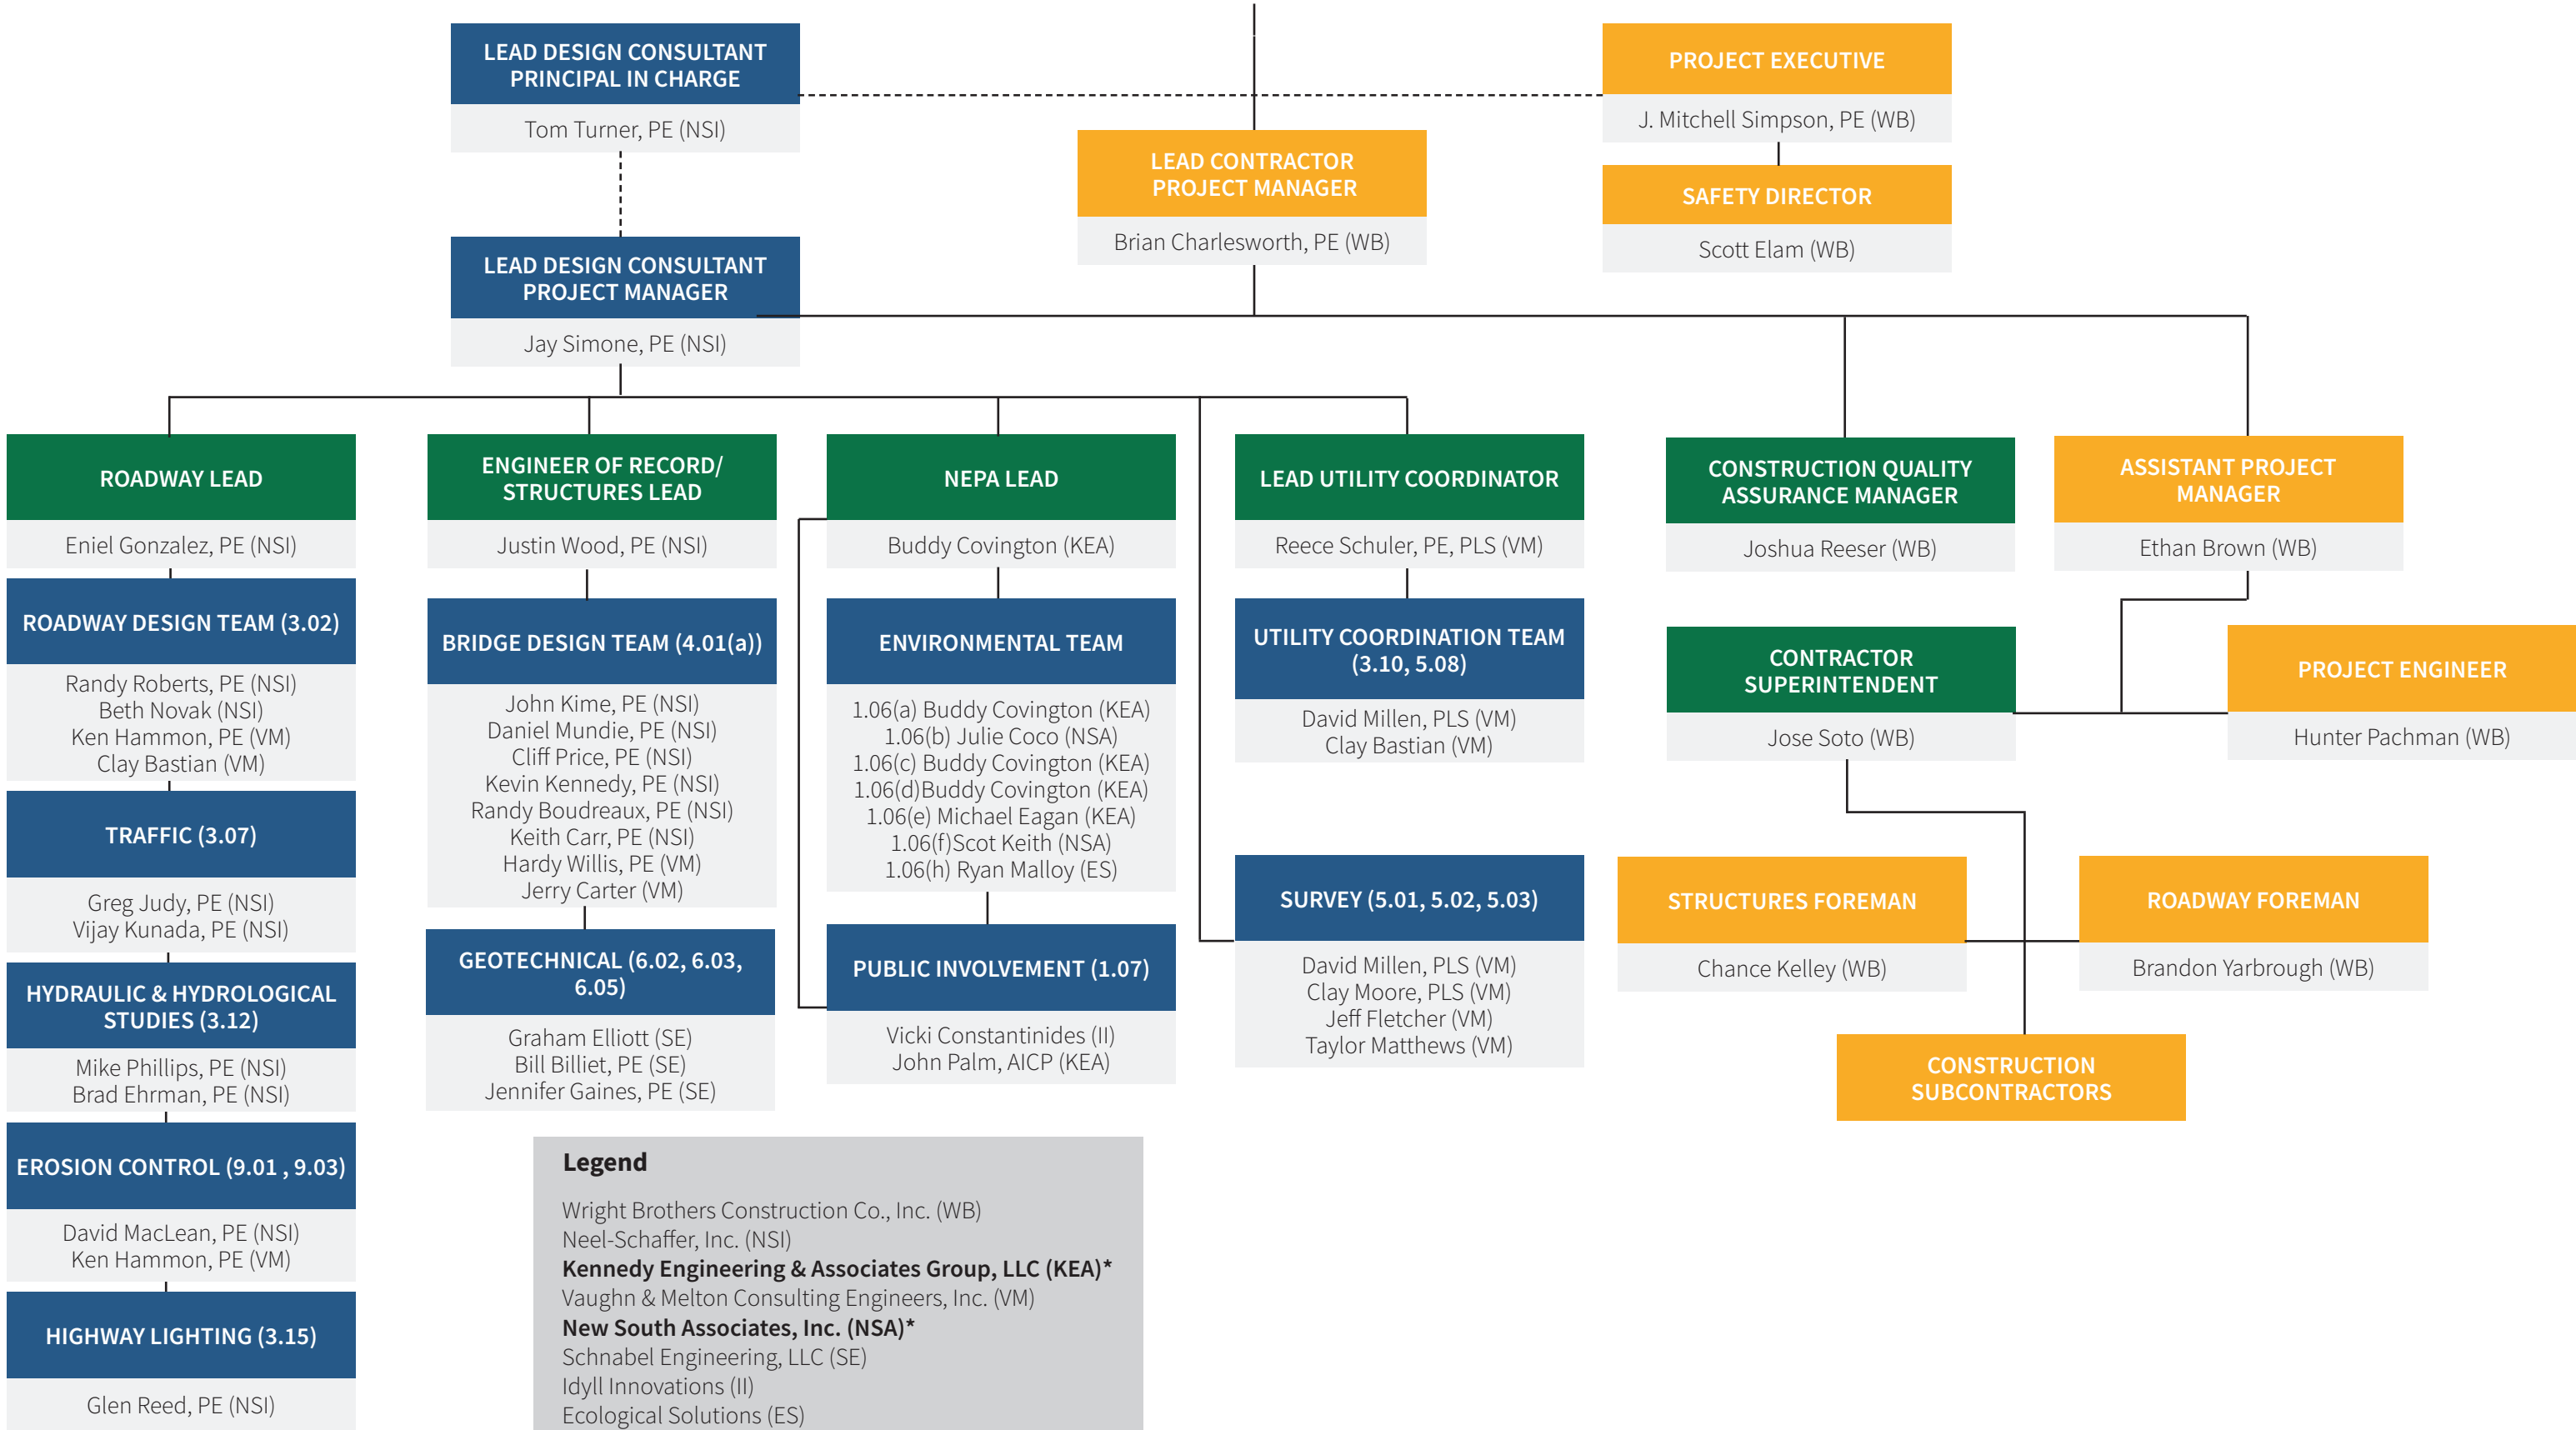 LEAD DESIGN CONSULTANT
PRINCIPAL IN CHARGE
Tom Turner, PE (NSI)
PROJECT EXECUTIVE
J. Mitchell Simpson, PE (WB)
LEAD CONTRACTOR
PROJECT MANAGER
Brian Charlesworth, PE (WB)
SAFETY DIRECTOR
Scott Elam (WB)
LEAD DESIGN CONSULTANT
PROJECT MANAGER
Jay Simone, PE (NSI)
ROADWAY LEAD
Eniel Gonzalez, PE (NSI)
ROADWAY DESIGN TEAM (3.02)
Randy Roberts, PE (NSI)
Beth Novak (NSI)
Ken Hammon, PE (VM)
Clay Bastian (VM)
TRAFFIC (3.07)
Greg Judy, PE (NSI)
Vijay Kunada, PE (NSI)
HYDRAULIC & HYDROLOGICAL
STUDIES (3.12)
Mike Phillips, PE (NSI)
Brad Ehrman, PE (NSI)
EROSION CONTROL (9.01 , 9.03)
David MacLean, PE (NSI)
Ken Hammon, PE (VM)
HIGHWAY LIGHTING (3.15)
Glen Reed, PE (NSI)
ENGINEER OF RECORD/
STRUCTURES LEAD
Justin Wood, PE (NSI)
BRIDGE DESIGN TEAM (4.01(a))
John Kime, PE (NSI)
Daniel Mundie, PE (NSI)
Cliff Price, PE (NSI)
Kevin Kennedy, PE (NSI)
Randy Boudreaux, PE (NSI)
Keith Carr, PE (NSI)
Hardy Willis, PE (VM)
Jerry Carter (VM)
GEOTECHNICAL (6.02, 6.03,
6.05)
Graham Elliott (SE)
Bill Billiet, PE (SE)
Jennifer Gaines, PE (SE)
NEPA LEAD
Buddy Covington (KEA)
ENVIRONMENTAL TEAM
1.06(a) Buddy Covington (KEA)
1.06(b) Julie Coco (NSA)
1.06(c) Buddy Covington (KEA)
1.06(d)Buddy Covington (KEA)
1.06(e) Michael Eagan (KEA)
1.06(f)Scot Keith (NSA)
1.06(h) Ryan Malloy (ES)
PUBLIC INVOLVEMENT (1.07)
Vicki Constantinides (II)
John Palm, AICP (KEA)
LEAD UTILITY COORDINATOR
Reece Schuler, PE, PLS (VM)
UTILITY COORDINATION TEAM
(3.10, 5.08)
David Millen, PLS (VM)
Clay Bastian (VM)
SURVEY (5.01, 5.02, 5.03)
David Millen, PLS (VM)
Clay Moore, PLS (VM)
Jeff Fletcher (VM)
Taylor Matthews (VM)
CONSTRUCTION QUALITY
ASSURANCE MANAGER
Joshua Reeser (WB)
ASSISTANT PROJECT
MANAGER
Ethan Brown (WB)
CONTRACTOR
SUPERINTENDENT
Jose Soto (WB)
PROJECT ENGINEER
Hunter Pachman (WB)
STRUCTURES FOREMAN
Chance Kelley (WB)
ROADWAY FOREMAN
Brandon Yarbrough (WB)
CONSTRUCTION
SUBCONTRACTORS
Legend
Wright Brothers Construction Co., Inc. (WB)
Neel-Schaffer, Inc. (NSI)
Kennedy Engineering & Associates Group, LLC (KEA)*
Vaughn & Melton Consulting Engineers, Inc. (VM)
New South Associates, Inc. (NSA)*
Schnabel Engineering, LLC (SE)
Idyll Innovations (II)
Ecological Solutions (ES)